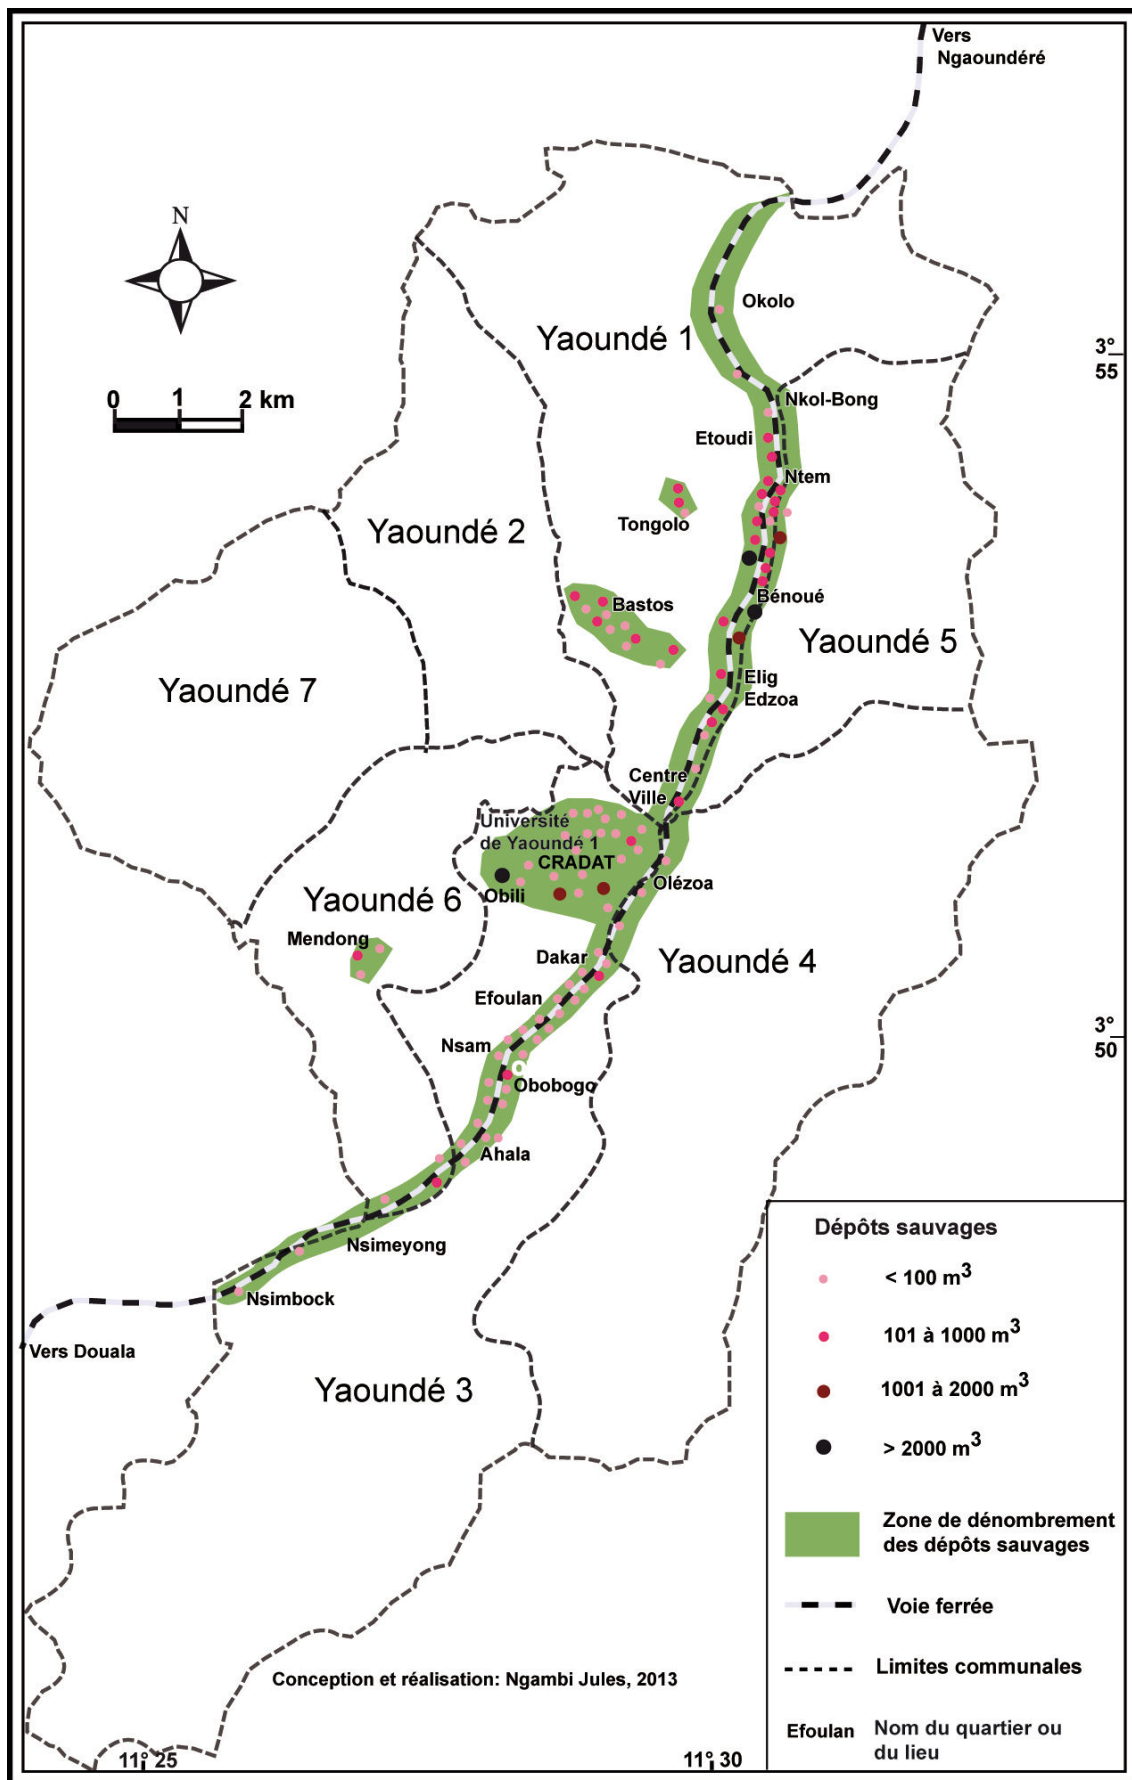 Vers
Ngaoundéré
N
0 1 2 km
Okolo
Yaoundé 1
3°
55
Nkol-Bong
Etoudi
Ntem
Tongolo
Yaoundé 2
Bénoué
Bastos
Yaoundé 5
Elig
Edzoa
Yaoundé 7
Centre
Ville
Université
de Yaoundé 1
CRADAT
Olézoa
Obili
Yaoundé 6
Mendong
Dakar
Yaoundé 4
Efoulan
Nsam
3°
50
Obobogo
Ahala
Nsimeyong
Nsimbock
Vers Douala
Yaoundé 3
Dépôts sauvages
< 100 m³
101 à 1000 m³
1001 à 2000 m³
> 2000 m³
Zone de dénombrement
des dépôts sauvages
Voie ferrée
Limites communales
Efoulan Nom du quartier ou
du lieu
Conception et réalisation: Ngambi Jules, 2013
11° 25
11° 30